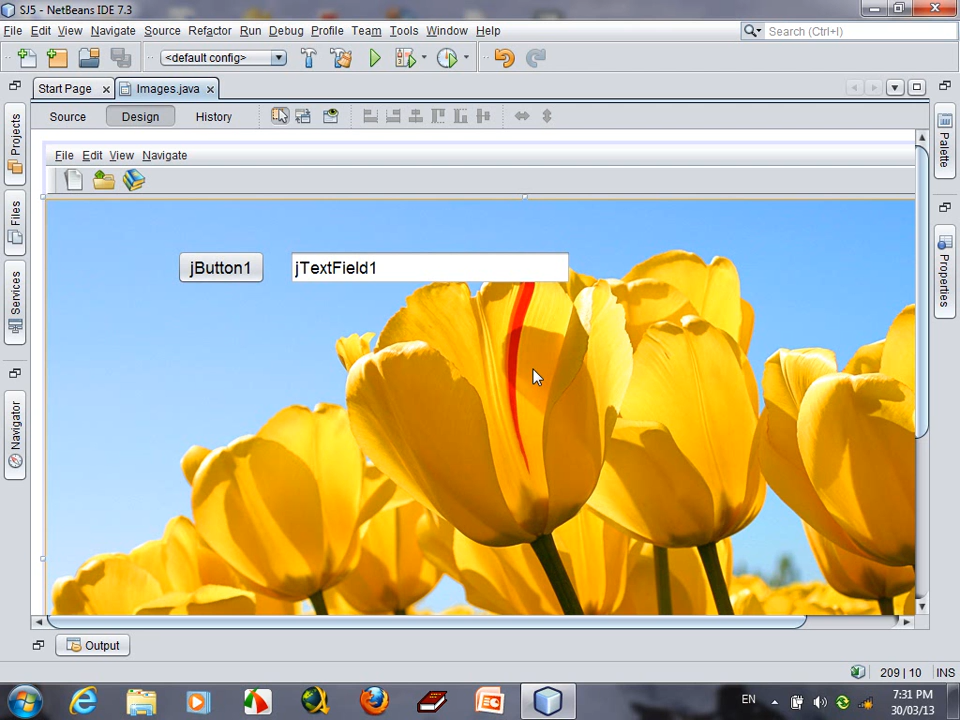 SJ5 - NetBeans IDE 7.3
File Edit View Navigate Source Refactor Run Debug Profile Team Tools Window Help
Search (Ctrl+I)
<default config>
Start Page
Images.java
Source Design History
Projects
Files
Services
Navigator
Palette
Properties
File Edit View Navigate
jButton1
jTextField1
Output
209 | 10 INS
EN
7:31 PM
30/03/13